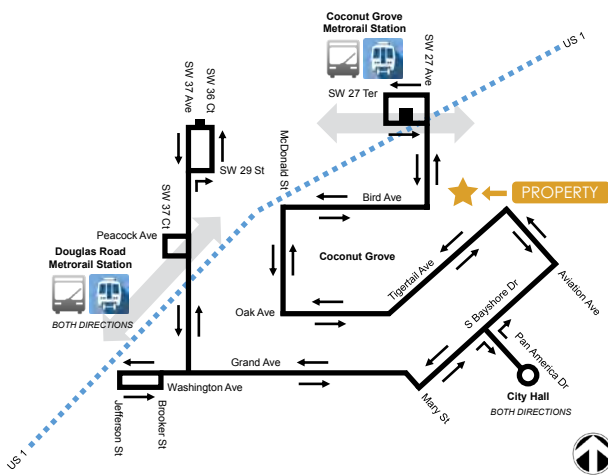 Coconut Grove
Metrorail Station
US 1
SW 27 Ave
SW 27 Ter
SW 37 Ave
SW 36 Ct
McDonald St
SW 29 St
Bird Ave
PROPERTY
SW 37 Ct
Peacock Ave
Douglas Road
Metrorail Station
BOTH DIRECTIONS
Coconut Grove
Tigertail Ave
Aviation Ave
S Bayshore Dr
Oak Ave
Pan America Dr
Grand Ave
Washington Ave
Mary St
City Hall
BOTH DIRECTIONS
Jefferson St
Brooker St
US 1